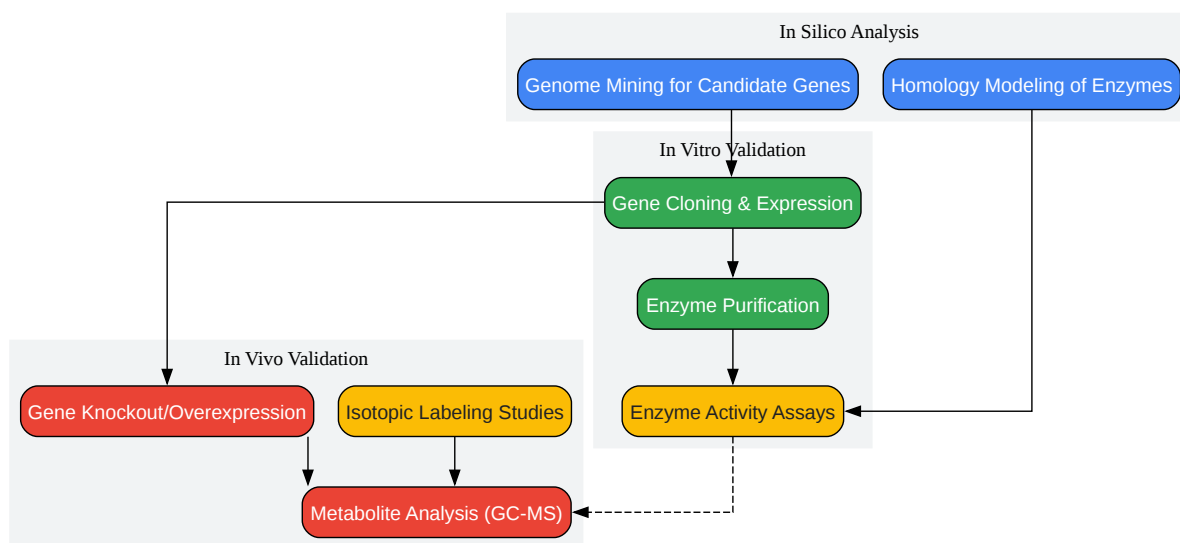 In Silico Analysis
Genome Mining for Candidate Genes
Homology Modeling of Enzymes
In Vitro Validation
Gene Cloning & Expression
Enzyme Purification
In Vivo Validation
Gene Knockout/Overexpression
Isotopic Labeling Studies
Enzyme Activity Assays
Metabolite Analysis (GC-MS)